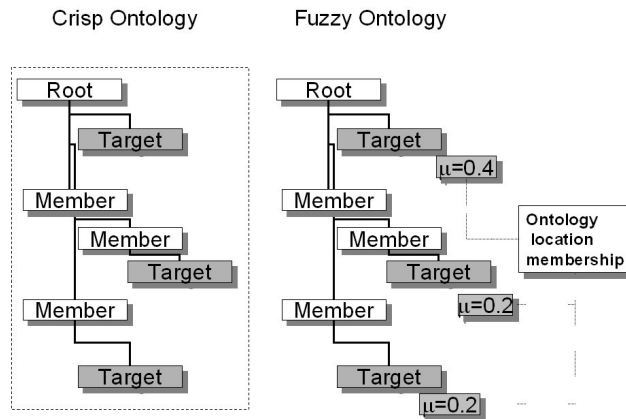 Crisp Ontology
Fuzzy Ontology
Root
Target
Member
Member
Target
Member
Target
Root
Target
μ=0.4
Member
Member
Target
μ=0.2
Member
Target
μ=0.2
Ontology
location
membership